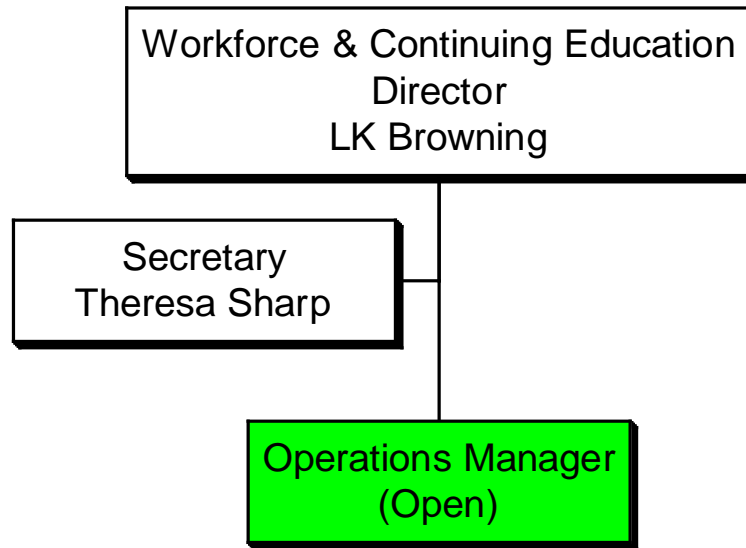 Workforce & Continuing Education
Director
LK Browning
Secretary
Theresa Sharp
Operations Manager
(Open)